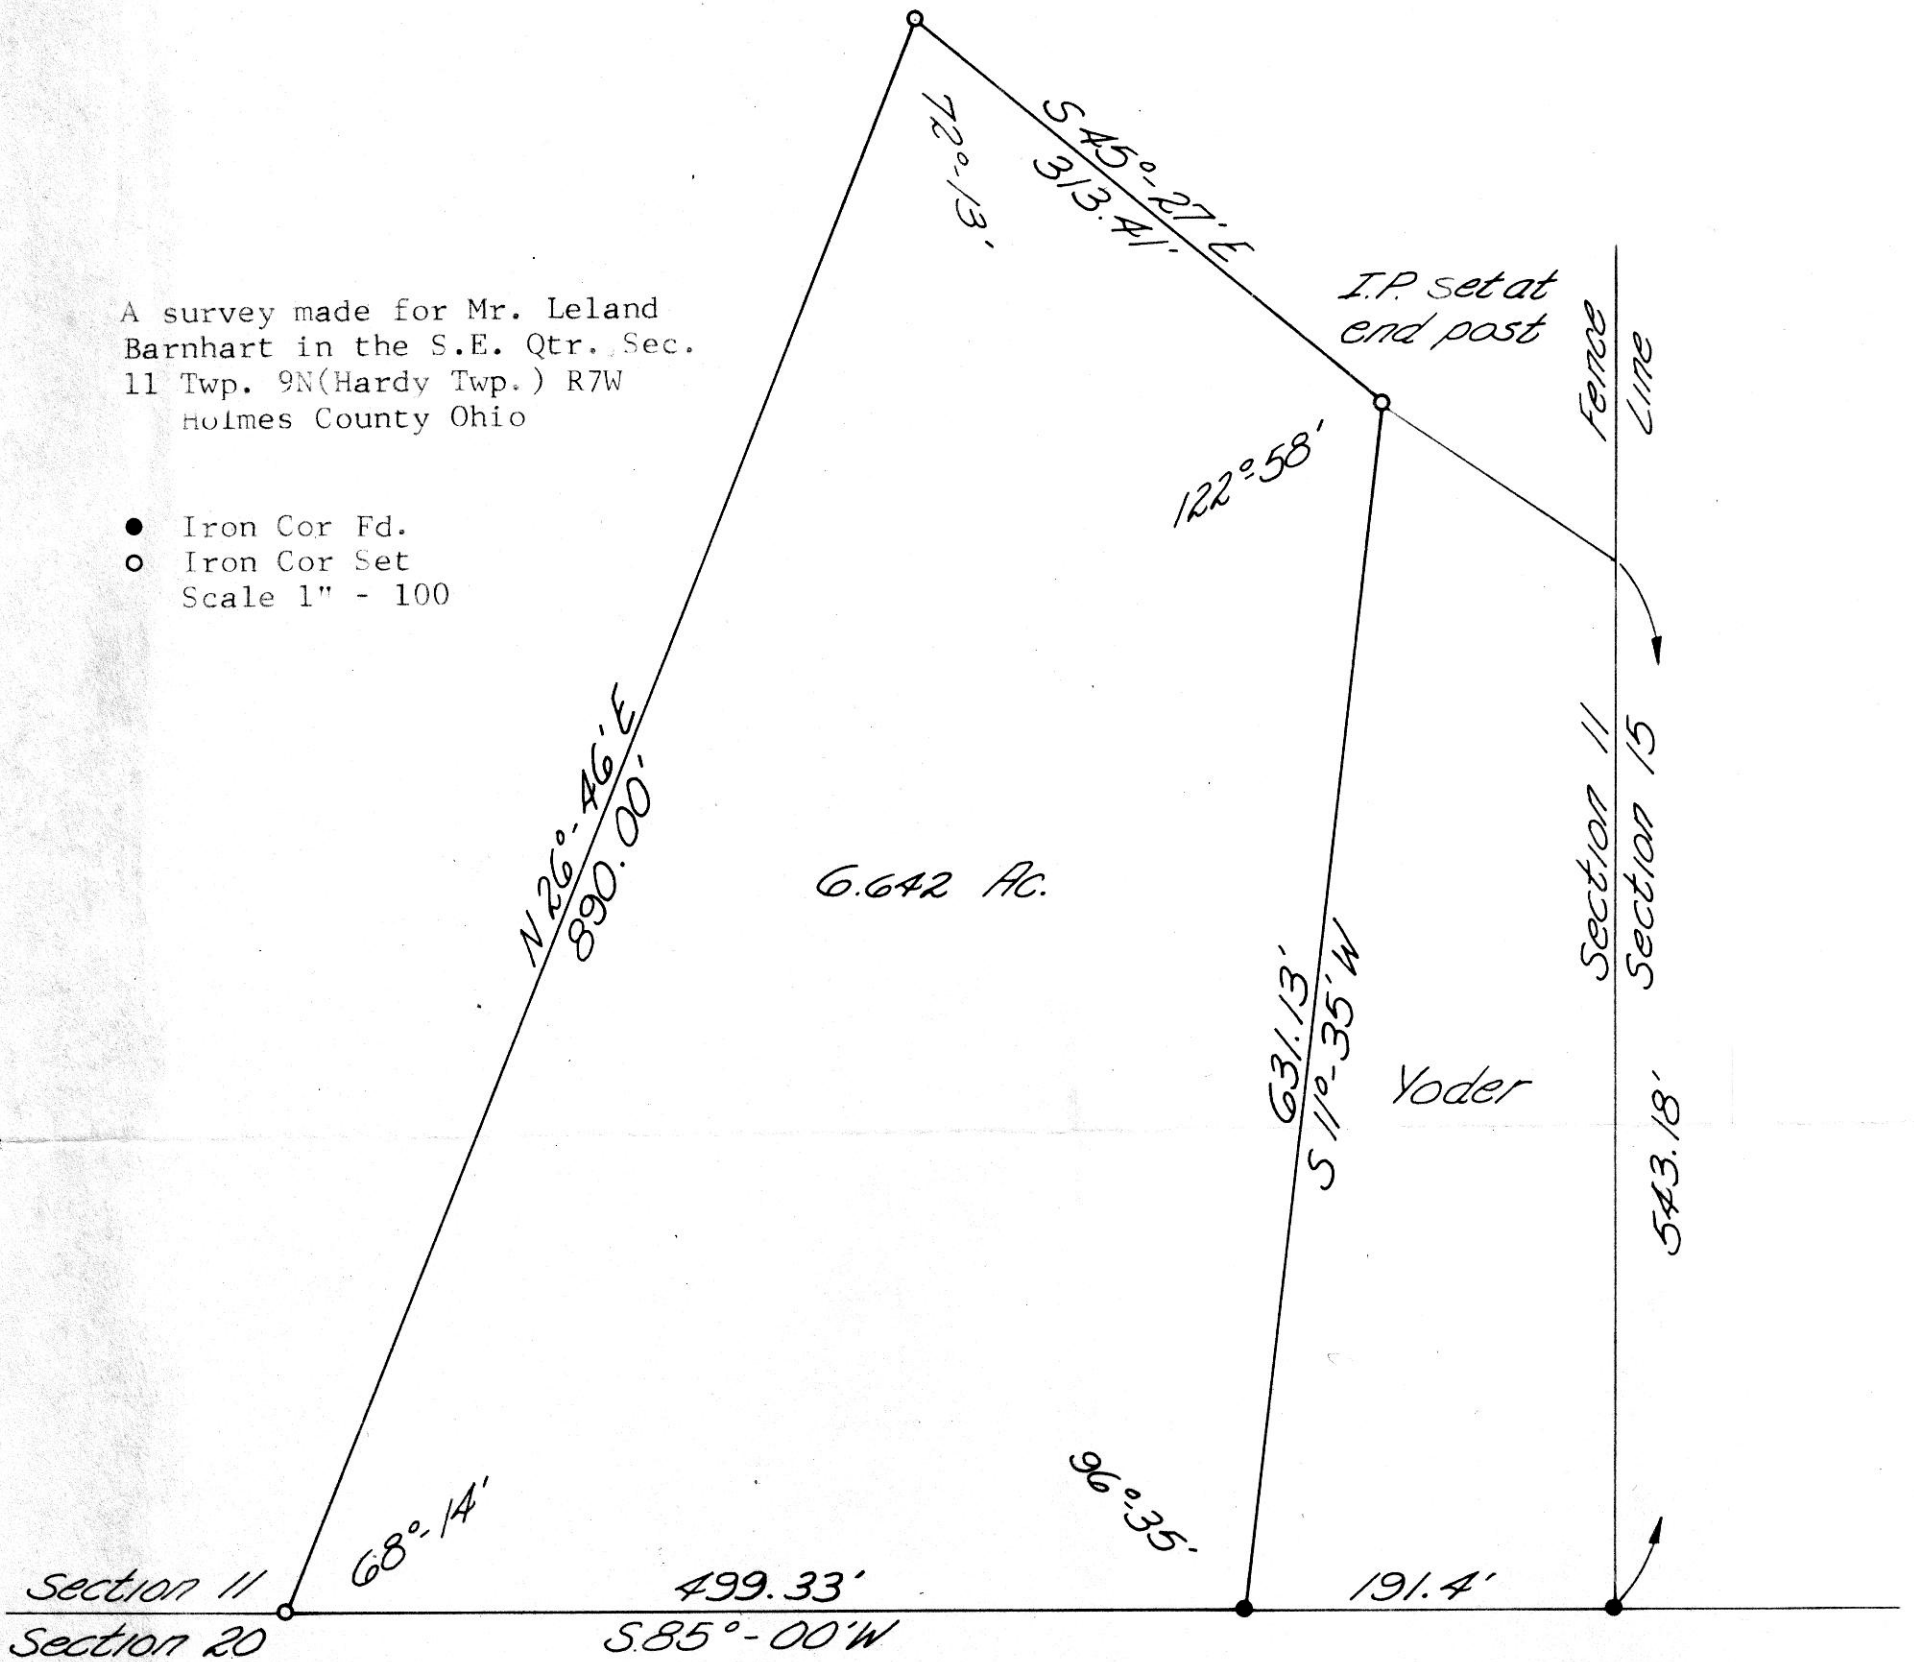 72°-13'
S 45°-27' E
313.41'
I.P. set at
end post
Fence
Line
A survey made for Mr. Leland
Barnhart in the S.E. Qtr. Sec.
11 Twp. 9N(Hardy Twp.) R7W
Holmes County Ohio
122°-58'
● Iron Cor Fd.
○ Iron Cor Set
Scale 1" - 100
N 26°-46' E
890.00'
6.642 Ac.
631.13'
S 11°-35' W
Yoder
Section 11
Section 15
543.18'
68°-14'
96°-35'
Section 11
Section 20
499.33'
S.85°-00'W
191.4'